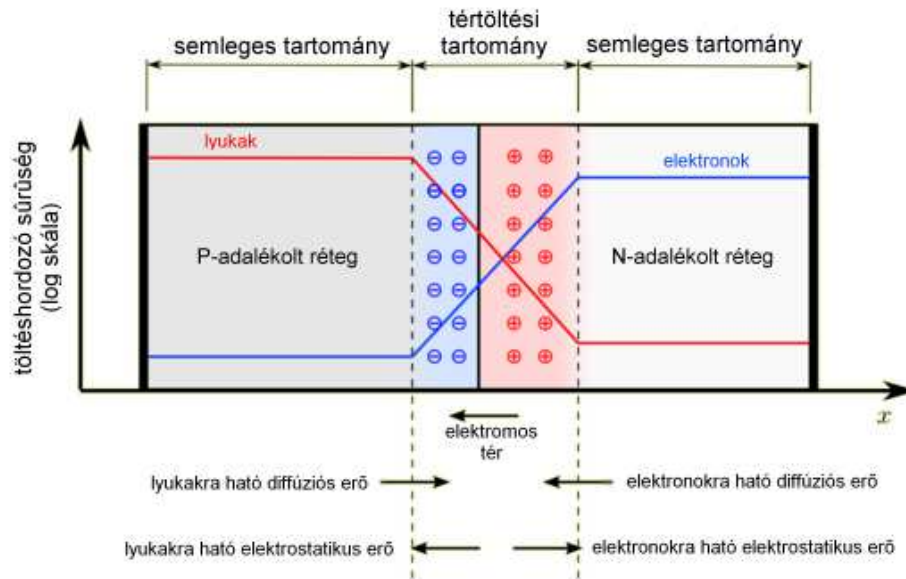 semleges tartomány
tértöltési
tartomány
semleges tartomány
töltéshordozó sűrűség
(log skála)
lyukak
elektronok
P-adalékolt réteg
N-adalékolt réteg
x
elektromos
tér
lyukakra ható diffúziós erő
elektronokra ható diffúziós erő
lyukakra ható elektrostatikus erő
elektronokra ható elektrostatikus erő